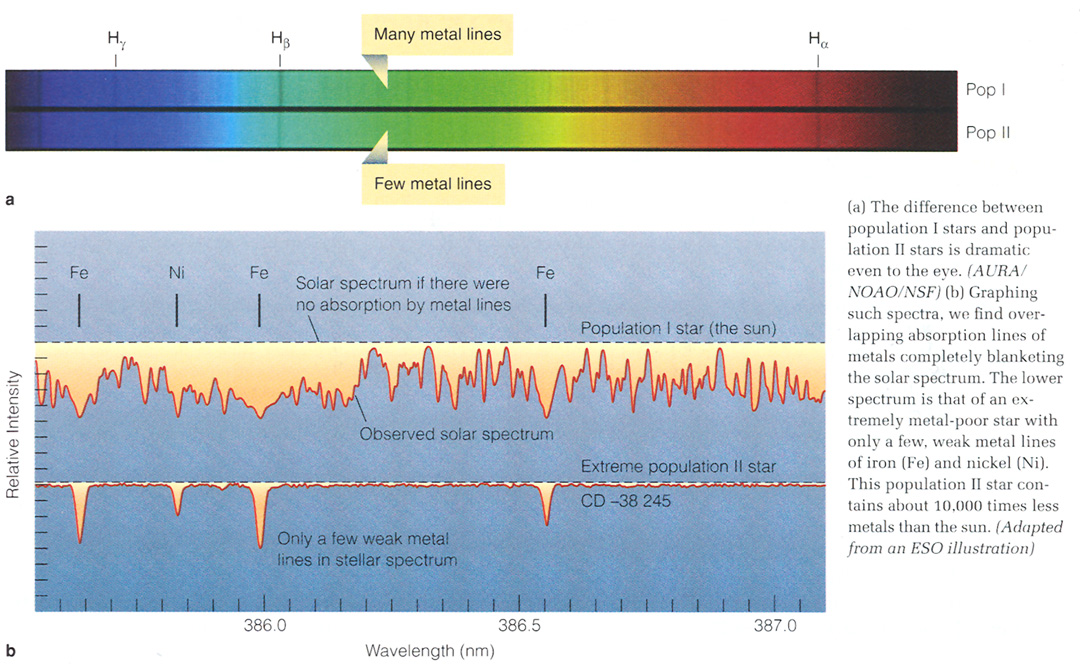 Hγ
Hβ
Many metal lines
Hα
Pop I
Pop II
Few metal lines
a
(a) The difference between
population I stars and popu-
lation II stars is dramatic
even to the eye. (AURA/
NOAO/NSF) (b) Graphing
such spectra, we find over-
lapping absorption lines of
metals completely blanketing
the solar spectrum. The lower
spectrum is that of an ex-
tremely metal-poor star with
only a few, weak metal lines
of iron (Fe) and nickel (Ni).
This population II star con-
tains about 10,000 times less
metals than the sun. (Adapted
from an ESO illustration)
Fe
Ni
Fe
Fe
Solar spectrum if there were
no absorption by metal lines
Population I star (the sun)
Observed solar spectrum
Extreme population II star
CD –38 245
Only a few weak metal
lines in stellar spectrum
Relative Intensity
386.0
386.5
387.0
Wavelength (nm)
b